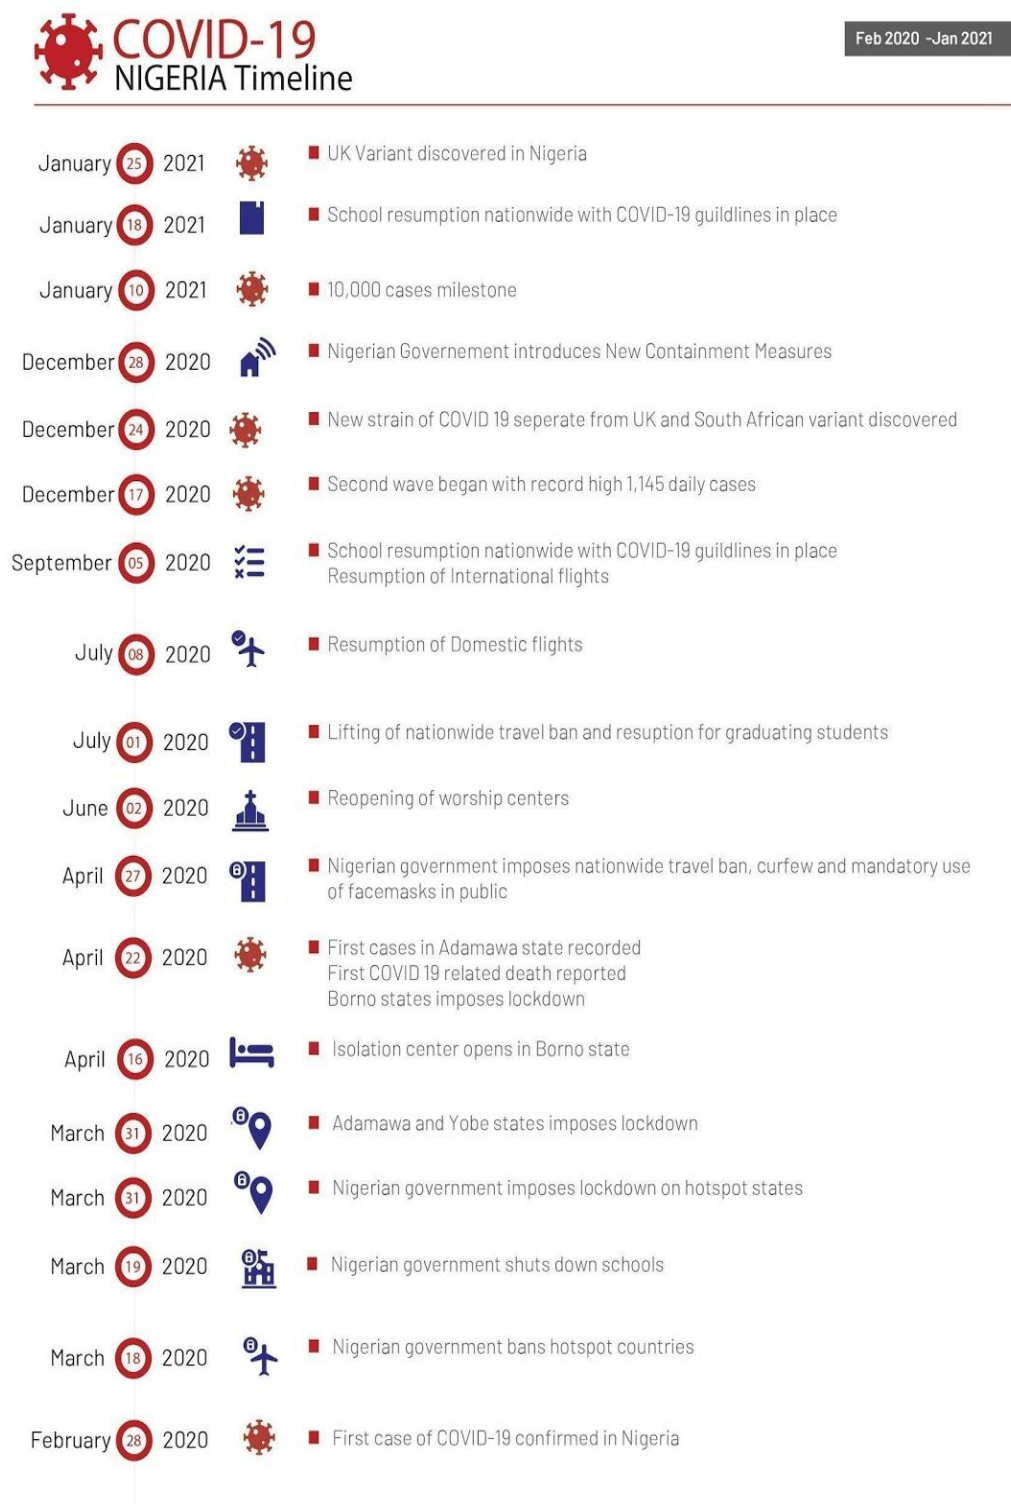 COVID-19
NIGERIA Timeline
Feb 2020 -Jan 2021
January 25 2021
UK Variant discovered in Nigeria
January 18 2021
School resumption nationwide with COVID-19 guildlines in place
January 10 2021
10,000 cases milestone
December 28 2020
Nigerian Governement introduces New Containment Measures
December 24 2020
New strain of COVID 19 seperate from UK and South African variant discovered
December 17 2020
Second wave began with record high 1,145 daily cases
September 05 2020
School resumption nationwide with COVID-19 guildlines in place
Resumption of International flights
July 08 2020
Resumption of Domestic flights
July 01 2020
Lifting of nationwide travel ban and resuption for graduating students
June 02 2020
Reopening of worship centers
April 27 2020
Nigerian government imposes nationwide travel ban, curfew and mandatory use
of facemasks in public
April 22 2020
First cases in Adamawa state recorded
First COVID 19 related death reported
Borno states imposes lockdown
April 16 2020
Isolation center opens in Borno state
March 31 2020
Adamawa and Yobe states imposes lockdown
March 31 2020
Nigerian government imposes lockdown on hotspot states
March 19 2020
Nigerian government shuts down schools
March 18 2020
Nigerian government bans hotspot countries
February 28 2020
First case of COVID-19 confirmed in Nigeria